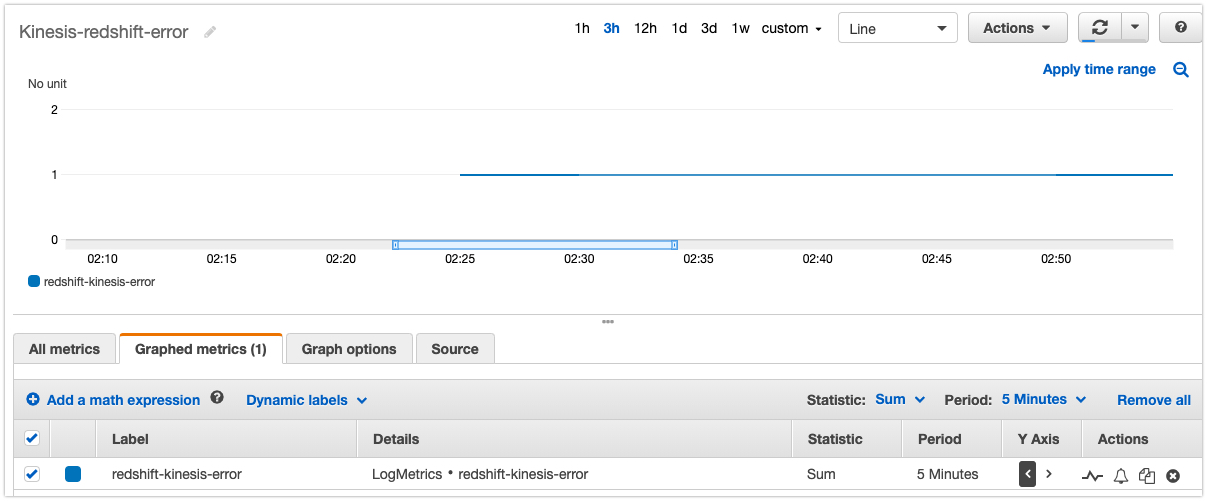 Kinesis-redshift-error
1h 3h 12h 1d 3d 1w custom Line Actions
Apply time range
No unit
2
1
0
02:10 02:15 02:20 02:25 02:30 02:35 02:40 02:45 02:50
redshift-kinesis-error
All metrics Graphed metrics (1) Graph options Source
Add a math expression ? Dynamic labels Statistic: Sum Period: 5 Minutes Remove all
Label Details Statistic Period Y Axis Actions
redshift-kinesis-error LogMetrics • redshift-kinesis-error Sum 5 Minutes < >